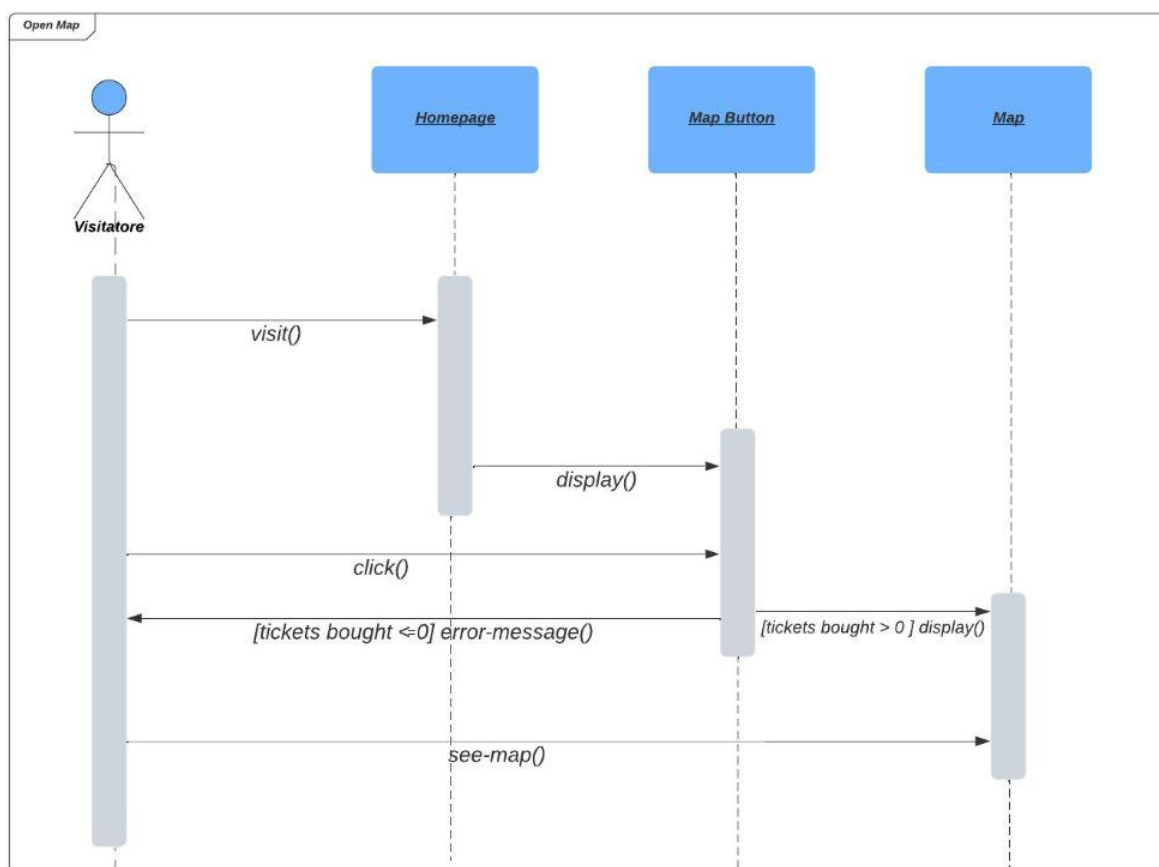 Open Map
Homepage
Map Button
Map
Visitatore
visit()
display()
click()
[tickets bought <=0] error-message()
[tickets bought > 0 ] display()
see-map()